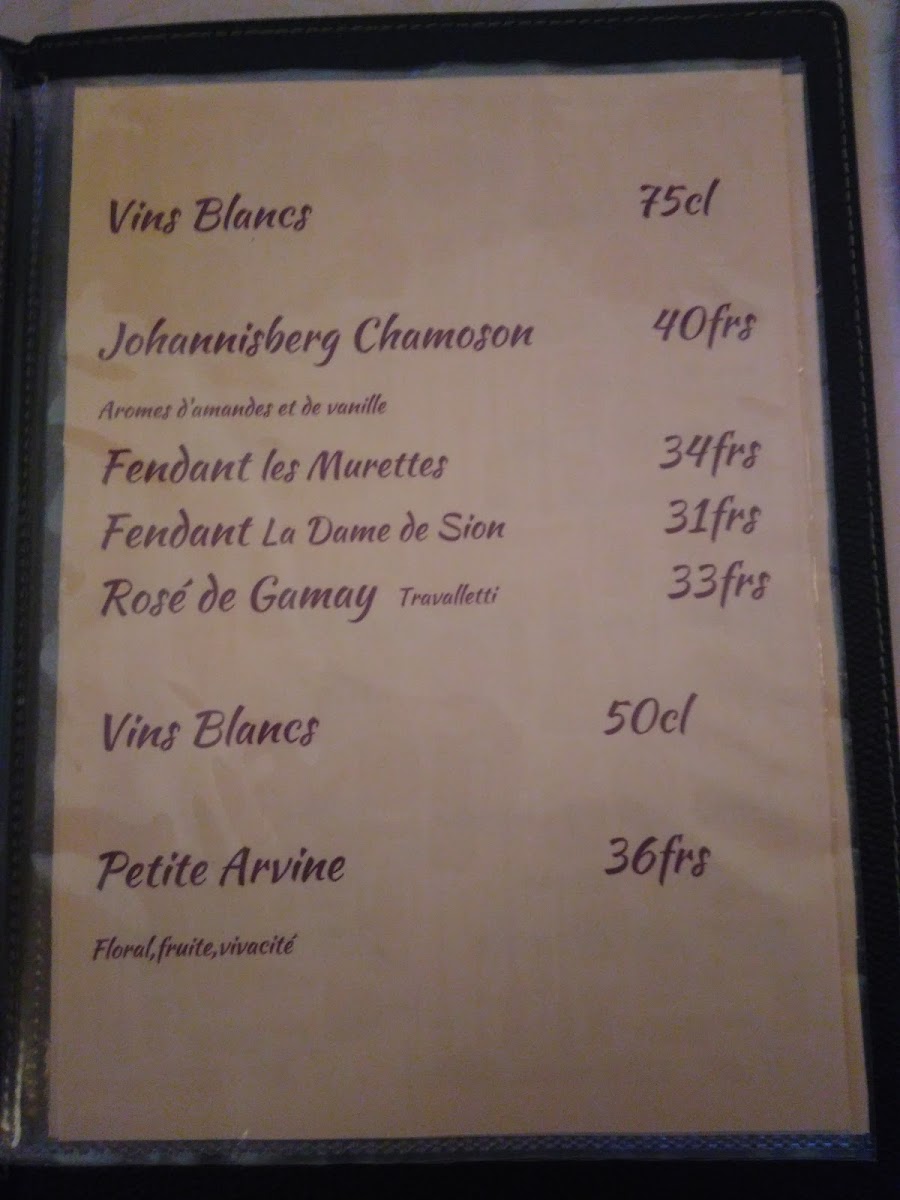 Vins Blancs 75cl
Johannisberg Chamoson 40frs
Aromes d'amandes et de vanille
Fendant les Murettes 34frs
Fendant La Dame de Sion 31frs
Rosé de Gamay Travalletti 33frs
Vins Blancs 50cl
Petite Arvine 36frs
Floral,fruite,vivacité